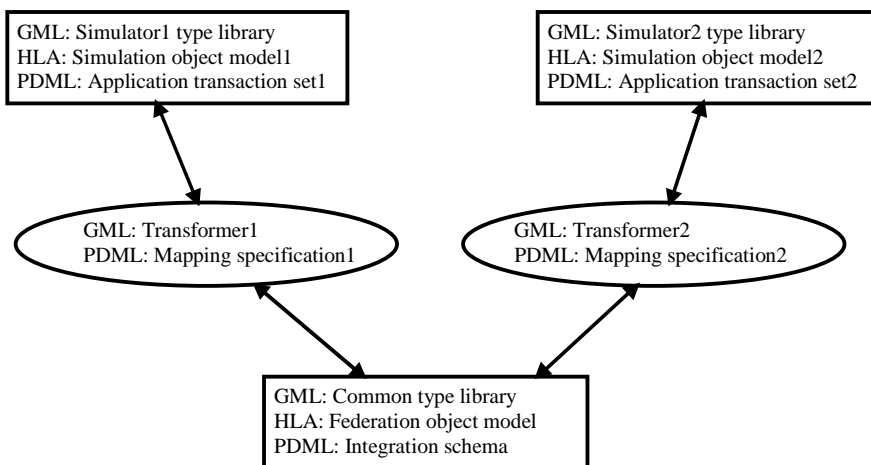 GML: Simulator1 type library
HLA: Simulation object model1
PDML: Application transaction set1
GML: Simulator2 type library
HLA: Simulation object model2
PDML: Application transaction set2
GML: Transformer1
PDML: Mapping specification1
GML: Transformer2
PDML: Mapping specification2
GML: Common type library
HLA: Federation object model
PDML: Integration schema